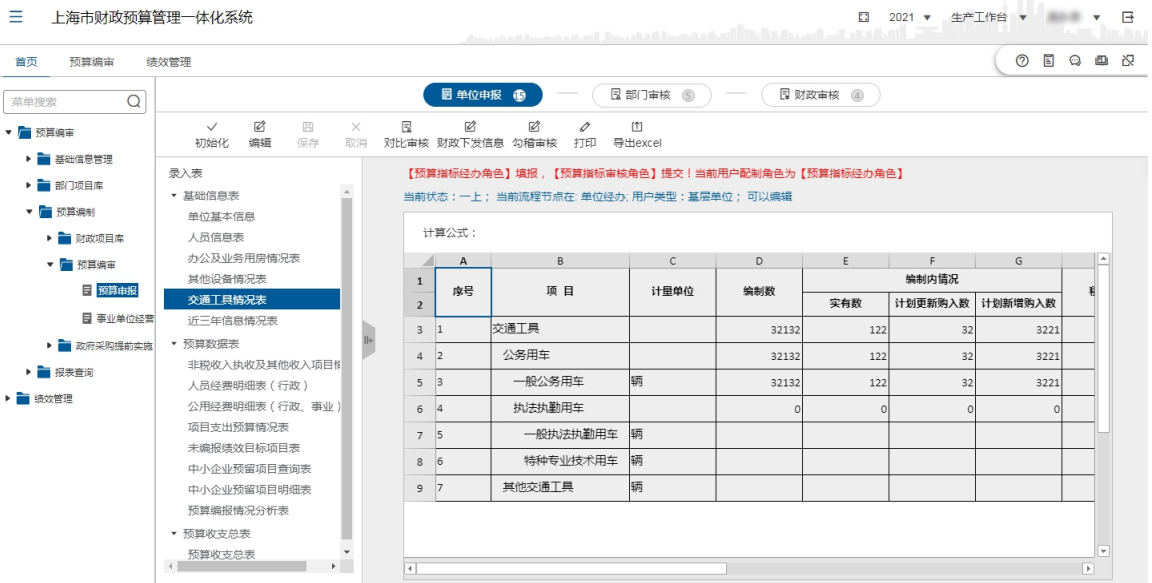 上海市财政预算管理一体化系统
2021 生产工作台
首页 预算编审 绩效管理
菜单搜索
预算编审
基础信息管理
部门项目库
预算编制
财政项目库
预算编审
预算申报
事业单位经营
政府采购提前实施
报表查询
绩效管理
单位申报 15 部门审核 5 财政审核 4
初始化 编辑 保存 取消 对比审核 财政下发信息 勾稽审核 打印 导出excel
录入表
基础信息表
单位基本信息
人员信息表
办公及业务用房情况表
其他设备情况表
交通工具情况表
近三年信息情况表
预算数据表
非税收入执收及其他收入项目情
人员经费明细表（行政）
公用经费明细表（行政、事业）
项目支出预算情况表
未编报绩效目标项目表
中小企业预留项目查询表
中小企业预留项目明细表
预算编报情况分析表
预算收支总表
预算收支总表
【预算指标经办角色】填报，【预算指标审核角色】提交！当前用户配制角色为【预算指标经办角色】
当前状态：一上； 当前流程节点在: 单位经办; 用户类型：基层单位； 可以编辑
计算公式：
A B C D E F G
1 序号 项 目 计量单位 编制数 编制内情况
2 实有数 计划更新购入数 计划新增购入数
3 1 交通工具 32132 122 32 3221
4 2 公务用车 32132 122 32 3221
5 3 一般公务用车 辆 32132 122 32 3221
6 4 执法执勤用车 0 0 0 0
7 5 一般执法执勤用车 辆
8 6 特种专业技术用车 辆
9 7 其他交通工具 辆